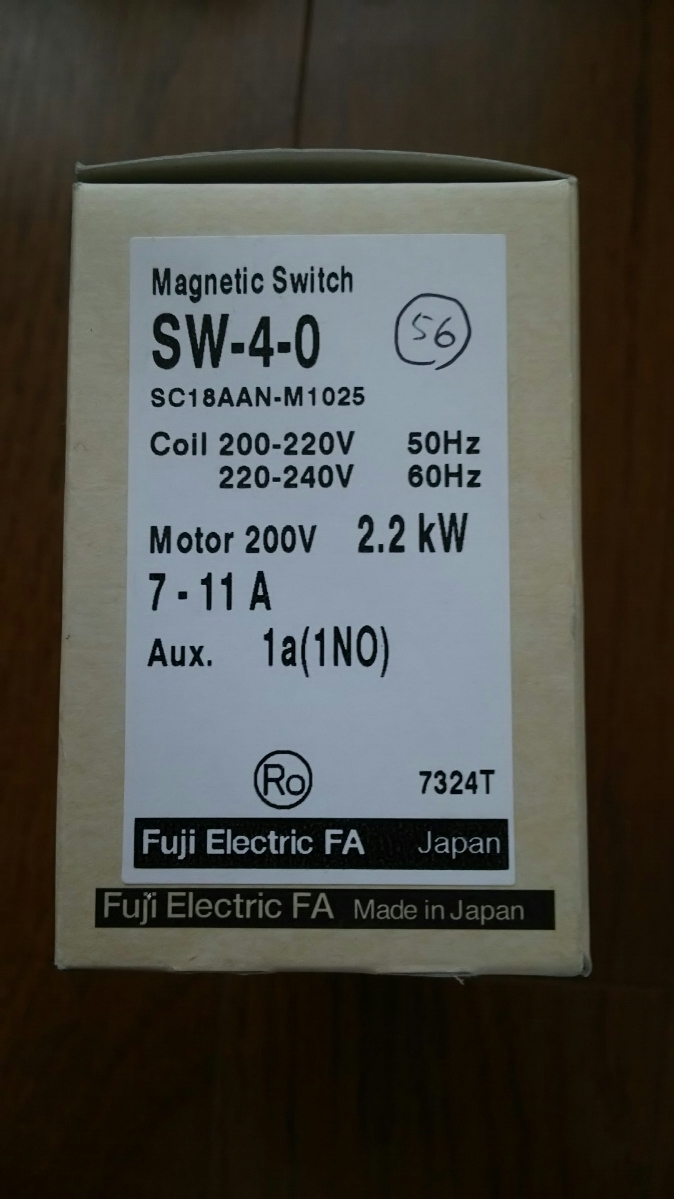 Magnetic Switch
SW-4-0
56
SC18AAN-M1025
Coil 200-220V 50Hz
220-240V 60Hz
Motor 200V 2.2 kW
7 - 11 A
Aux. 1a(1NO)
Ro
7324T
Fuji Electric FA Japan
Fuji Electric FA Made in Japan